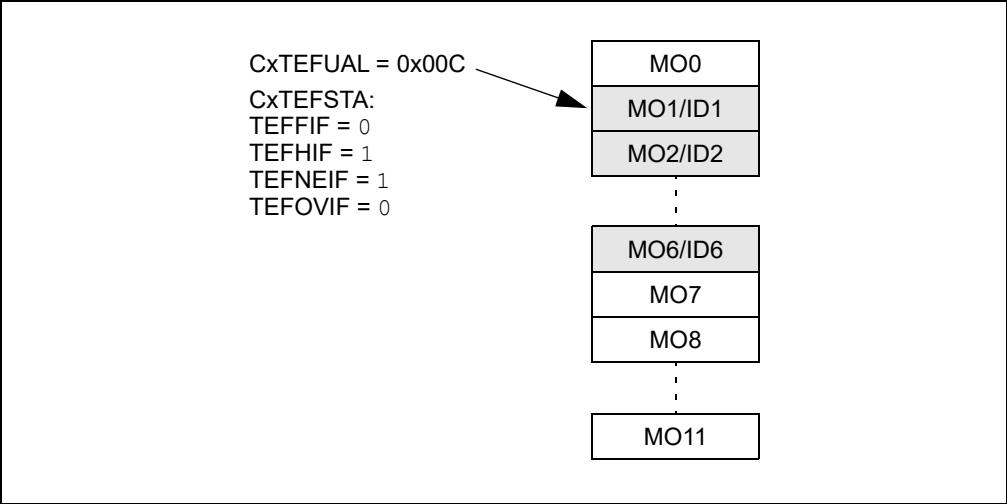 CxTEFUAL = 0x00C
CxTEFSTA:
TEFFIF = 0
TEFHIF = 1
TEFNEIF = 1
TEFOVIF = 0
MO0
MO1/ID1
MO2/ID2
MO6/ID6
MO7
MO8
MO11